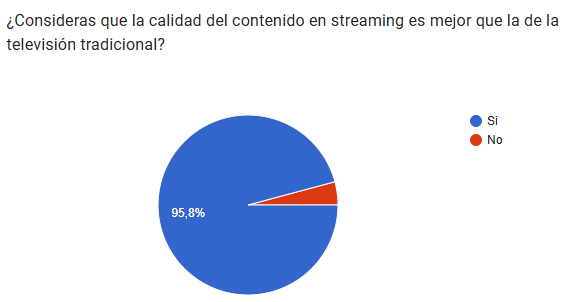 ¿Consideras que la calidad del contenido en streaming es mejor que la de la
televisión tradicional?
Si
No
95,8%